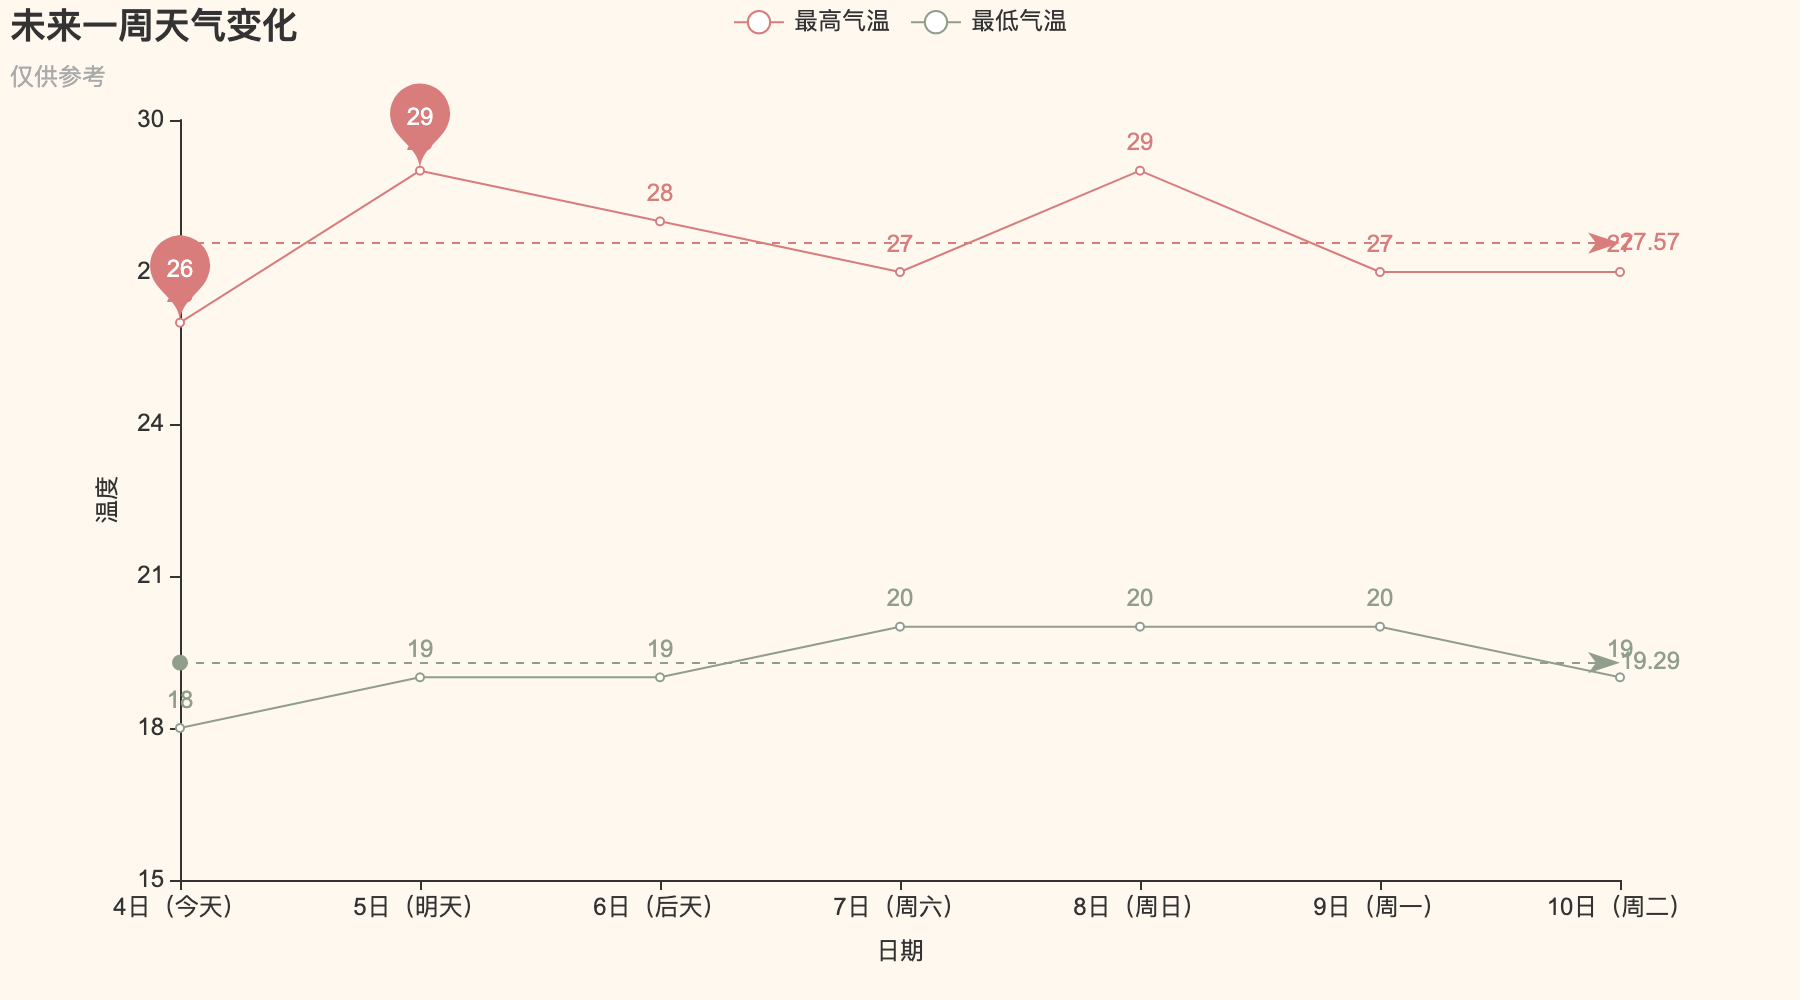 未来一周天气变化
仅供参考
最高气温
最低气温
30
24
21
18
15
温度
29
26
28
27
29
27
27
27.57
18
19
19
20
20
20
19
19.29
4日（今天）
5日（明天）
6日（后天）
7日（周六）
8日（周日）
9日（周一）
10日（周二）
日期